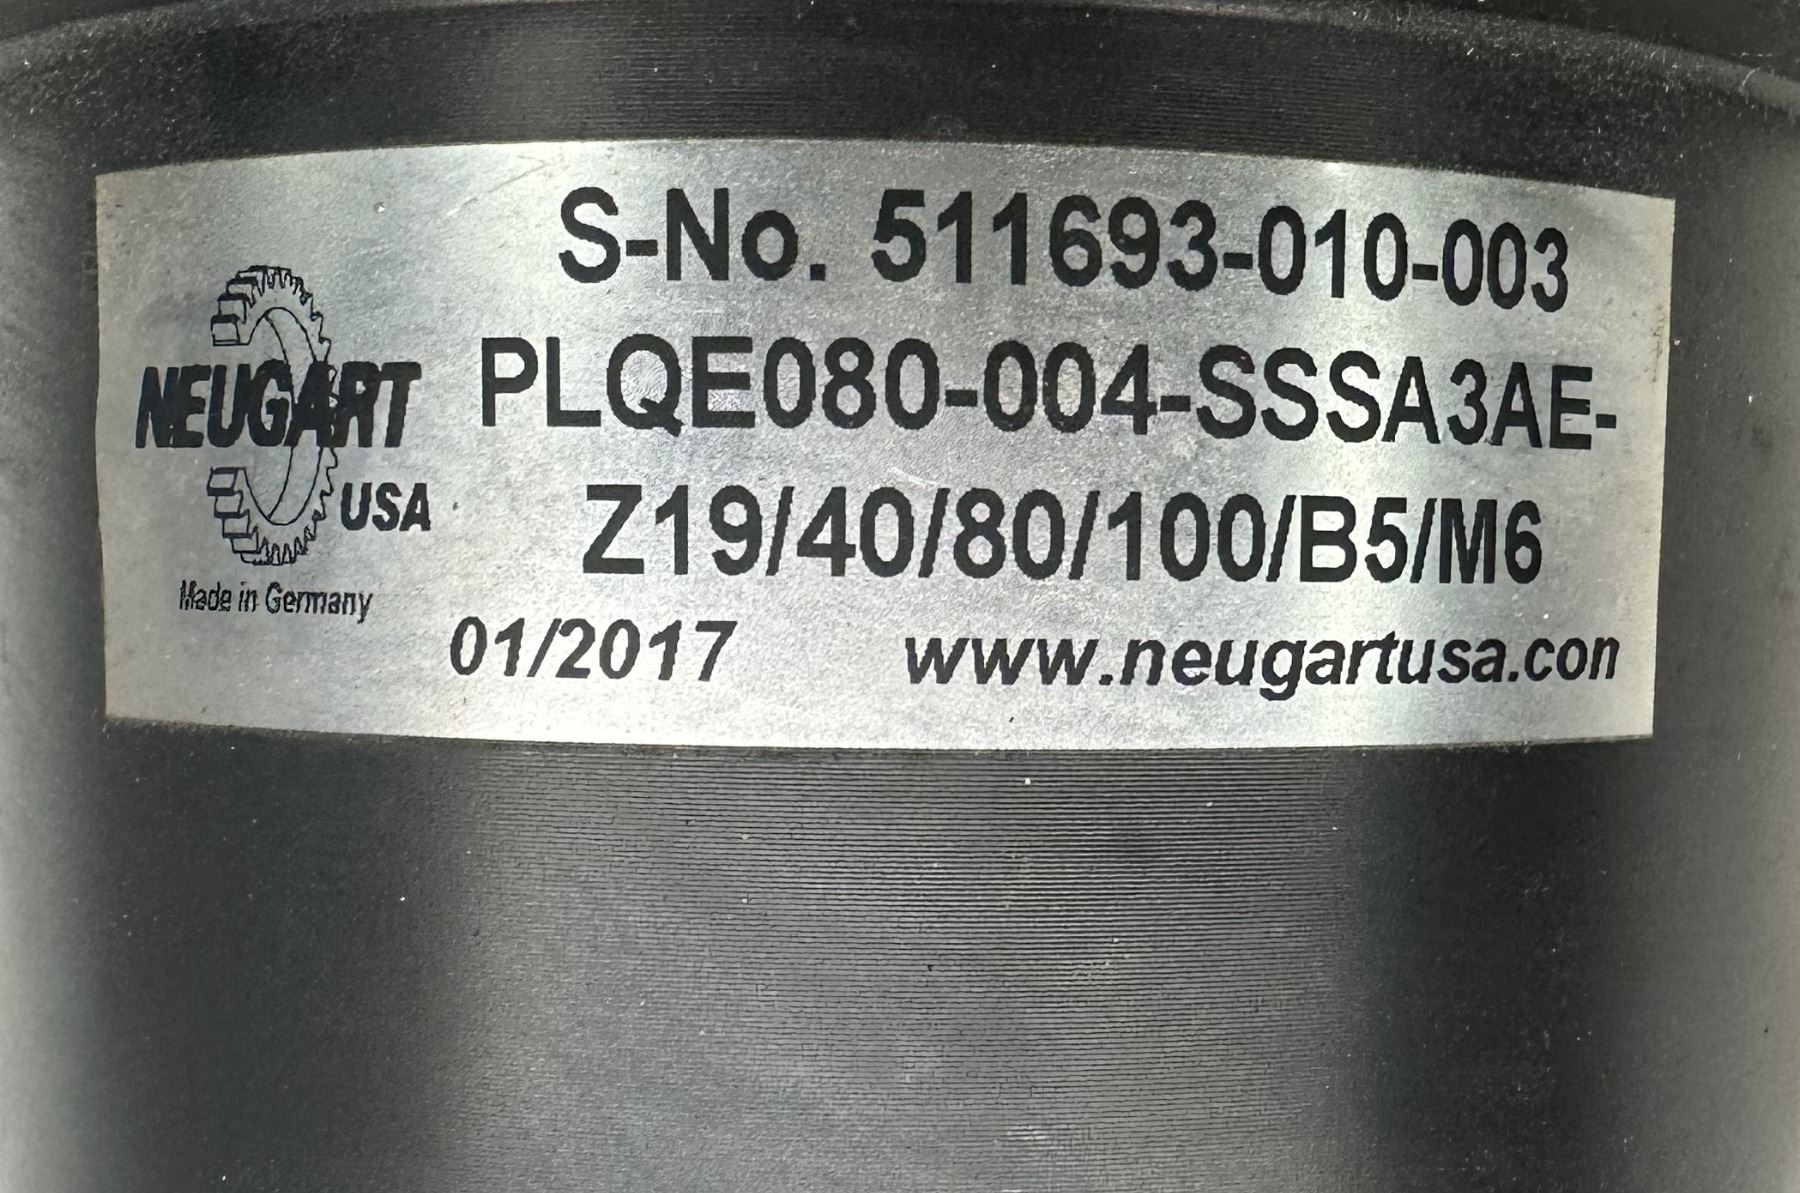 S-No. 511693-010-003
NEUGART
USA
PLQE080-004-SSSA3AE-
Z19/40/80/100/B5/M6
Made in Germany
01/2017
www.neugartusa.con